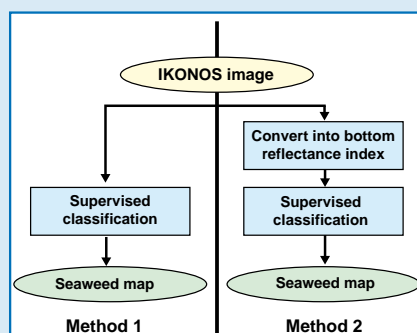 IKONOS image
Convert into bottom
reflectance index
Supervised
classification
Supervised
classification
Seaweed map
Seaweed map
Method 1
Method 2